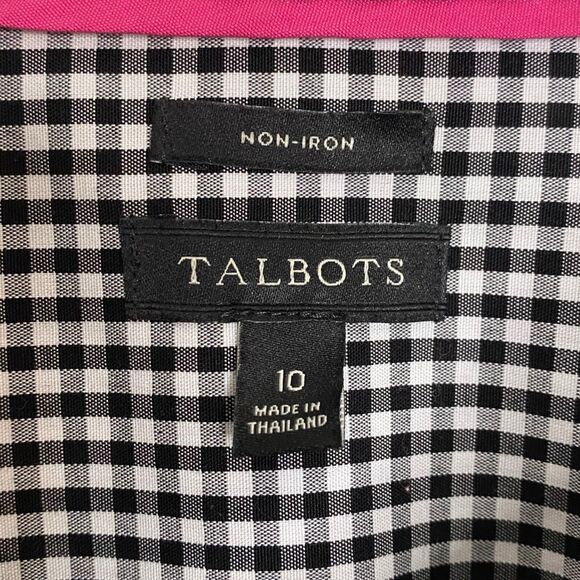 NON-IRON
TALBOTS
10
MADE IN
THAILAND